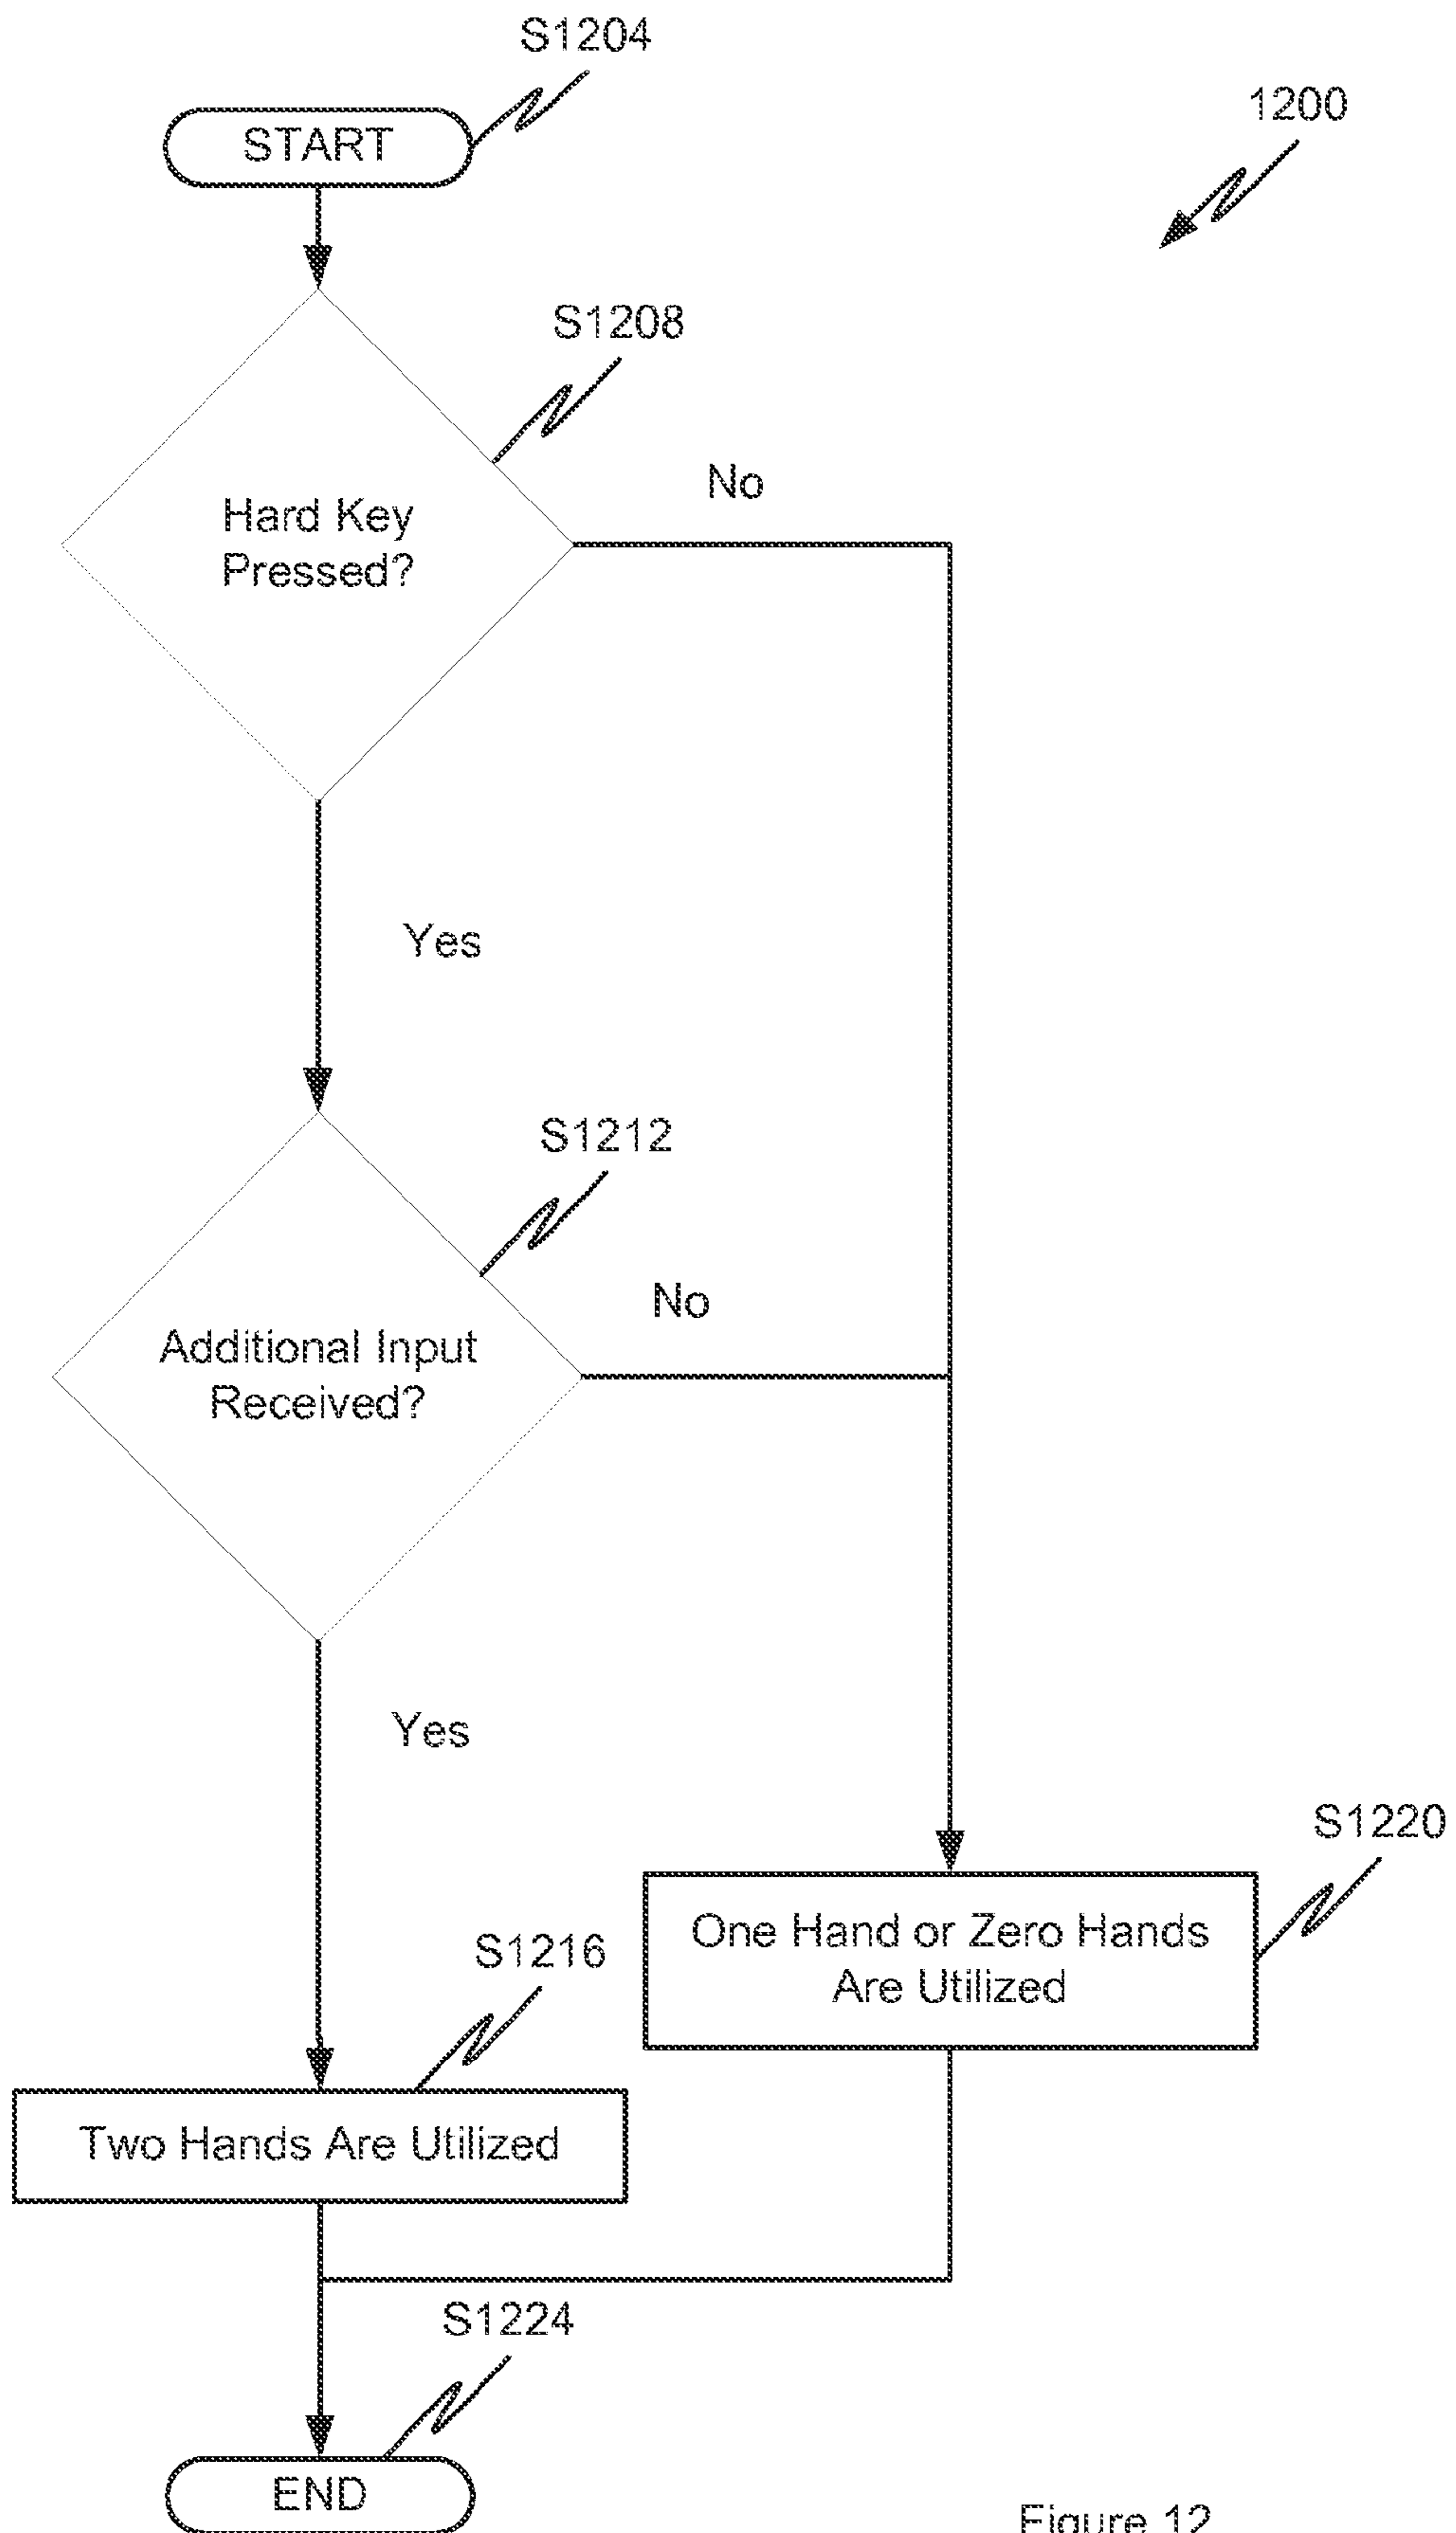 S1204
1200
START
S1208
No
Hard Key
Pressed?
Yes
S1212
No
Additional Input
Received?
Yes
S1220
One Hand or Zero Hands
Are Utilized
S1216
Two Hands Are Utilized
S1224
END
Figure 12